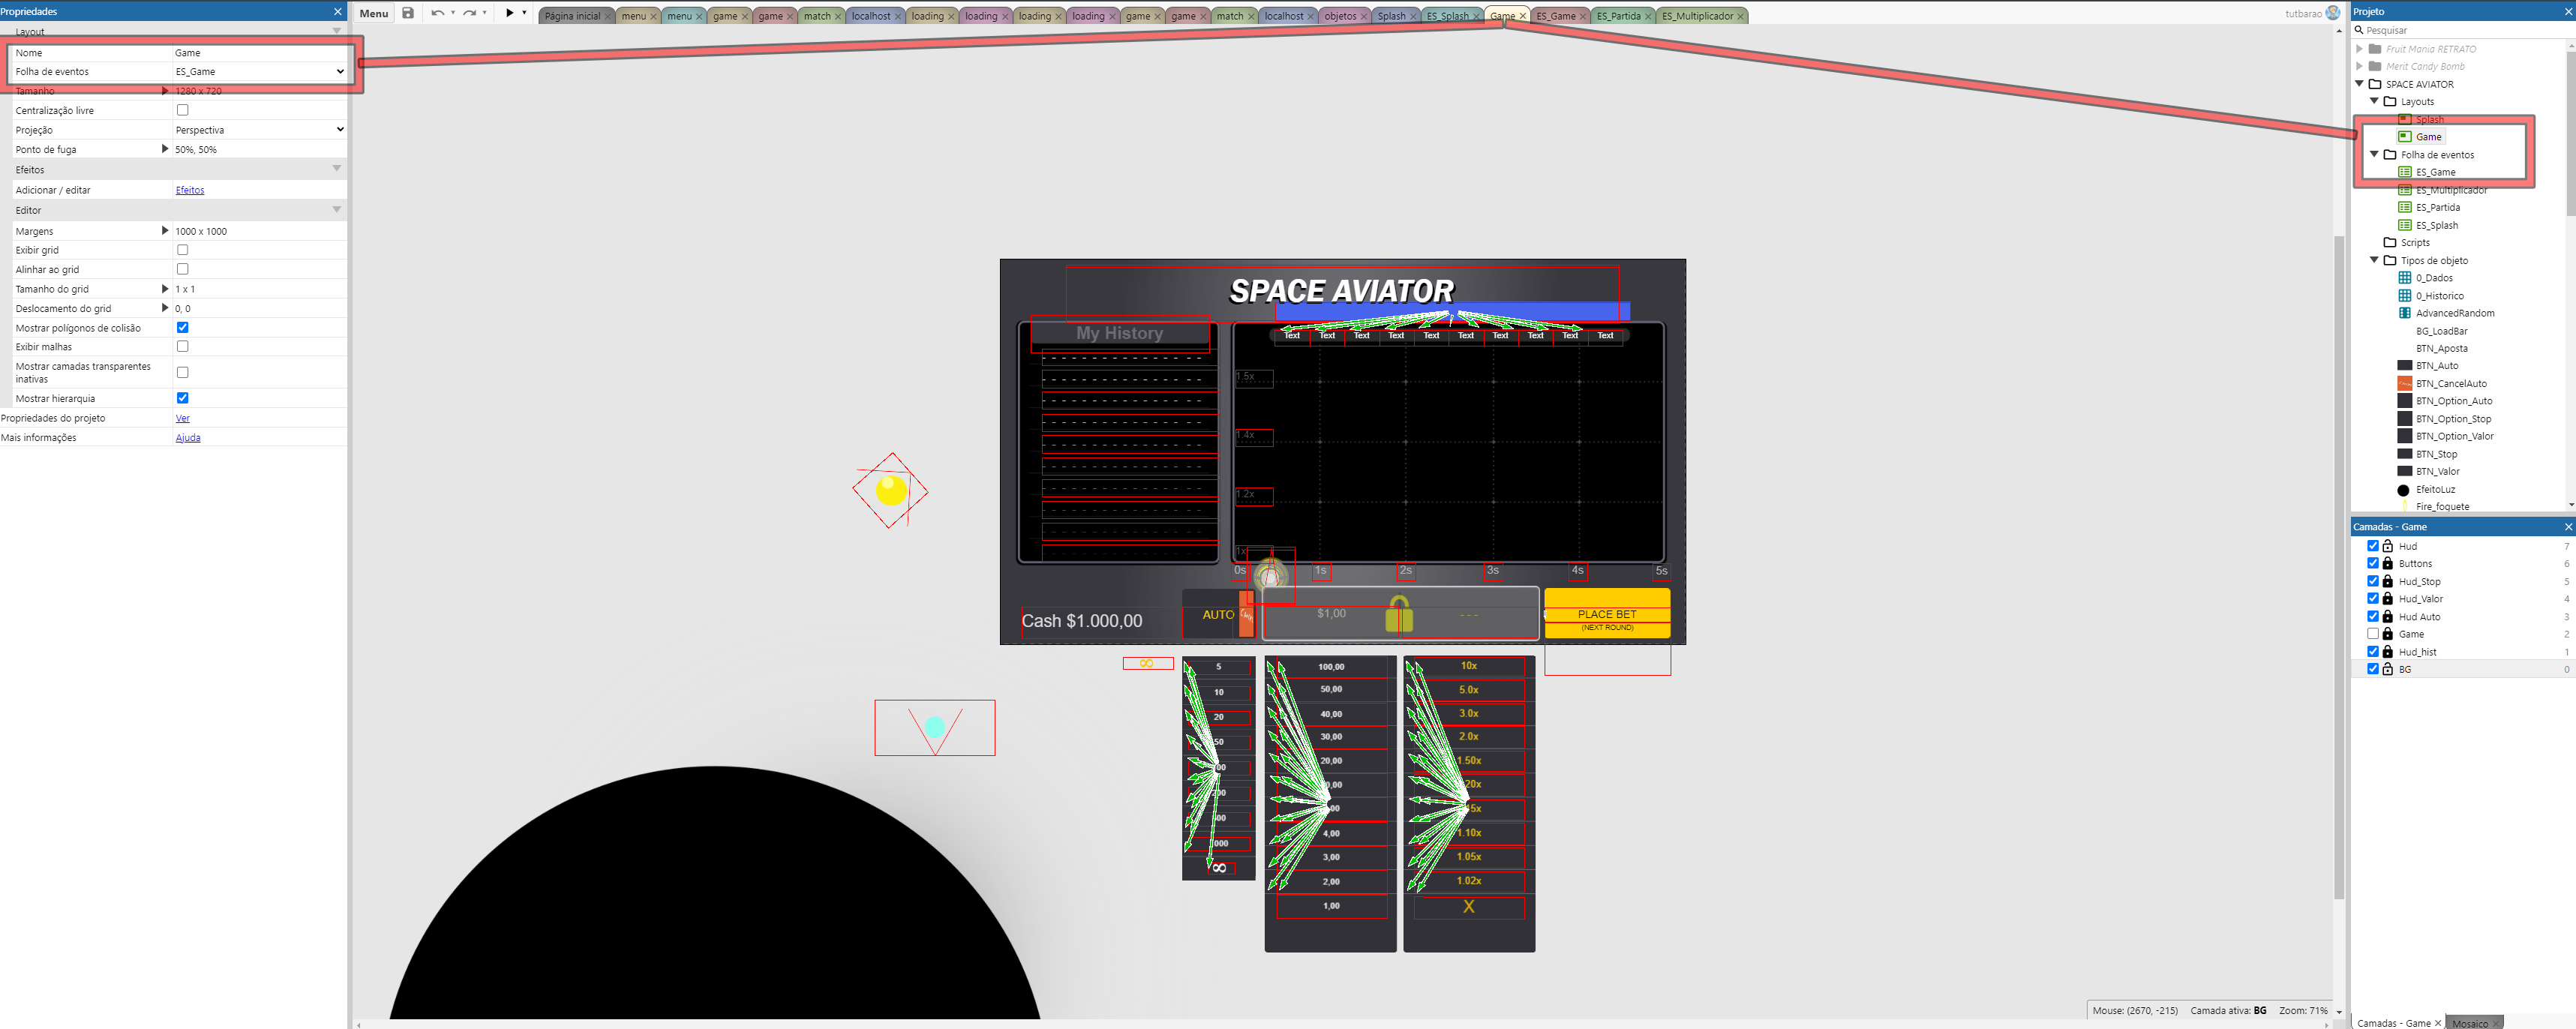 Propriedades
Menu
Página inicial
menu
menu
game
game
match
localhost
loading
loading
loading
loading
game
game
match
localhost
objetos
Splash
ES_Splash
Game
ES_Game
ES_Partida
ES_Multiplicador
tutbarao
Projeto
Layout
Nome Game
Folha de eventos ES_Game
Tamanho 1280 x 720
Centralização livre
Projeção Perspectiva
Ponto de fuga 50%, 50%
Efeitos
Adicionar / editar Efeitos
Editor
Margens 1000 x 1000
Exibir grid
Alinhar ao grid
Tamanho do grid 1 x 1
Deslocamento do grid 0, 0
Mostrar polígonos de colisão
Exibir malhas
Mostrar camadas transparentes
inativas
Mostrar hierarquia
Propriedades do projeto Ver
Mais informações Ajuda
SPACE AVIATOR
My History
Text Text Text Text Text Text Text Text Text Text
- - - - - - - - - - - - - -
- - - - - - - - - - - - - -
- - - - - - - - - - - - - -
- - - - - - - - - - - - - -
- - - - - - - - - - - - - -
- - - - - - - - - - - - - -
- - - - - - - - - - - - - -
- - - - - - - - - - - - - -
- - - - - - - - - - - - - -
1.5x
1.4x
1.2x
1x
0s 1s 2s 3s 4s 5s
Cash $1.000,00
AUTO
$1,00
- - -
PLACE BET
(NEXT ROUND)
∞
5
10
20
50
000
∞
100,00
50,00
40,00
30,00
20,00
4,00
3,00
2,00
1,00
10x
5.0x
3.0x
2.0x
1.50x
1.10x
1.05x
1.02x
X
Pesquisar
Fruit Mania RETRATO
Merit Candy Bomb
SPACE AVIATOR
Layouts
Splash
Game
Folha de eventos
ES_Game
ES_Multiplicador
ES_Partida
ES_Splash
Scripts
Tipos de objeto
0_Dados
0_Historico
AdvancedRandom
BG_LoadBar
BTN_Aposta
BTN_Auto
BTN_CancelAuto
BTN_Option_Auto
BTN_Option_Stop
BTN_Option_Valor
BTN_Stop
BTN_Valor
EfeitoLuz
Fire_foguete
Camadas - Game
Hud 7
Buttons 6
Hud_Stop 5
Hud_Valor 4
Hud Auto 3
Game 2
Hud_hist 1
BG 0
Mouse: (2670, -215) Camada ativa: BG Zoom: 71%
Camadas - Game
Mosaico